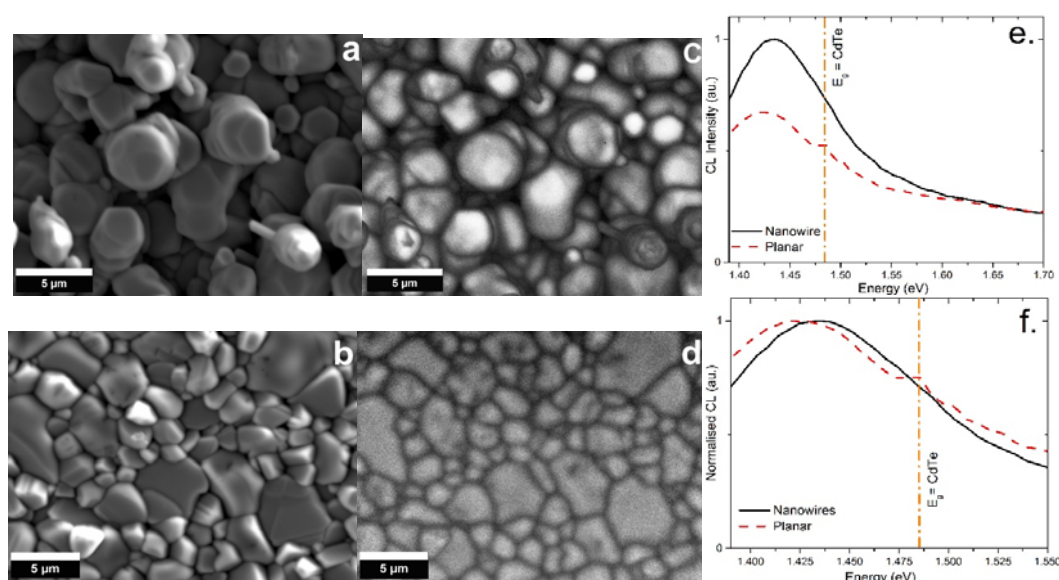 a
5 µm
c
5 µm
e.
1
0
CL Intensity (au.)
E_g = CdTe
Nanowire
Planar
1.40 1.45 1.50 1.55 1.60 1.65 1.70
Energy (eV)
b
5 µm
d
5 µm
f.
1
0
Normalised CL (au.)
E_g = CdTe
Nanowires
Planar
1.400 1.425 1.450 1.475 1.500 1.525 1.550
Energy (eV)